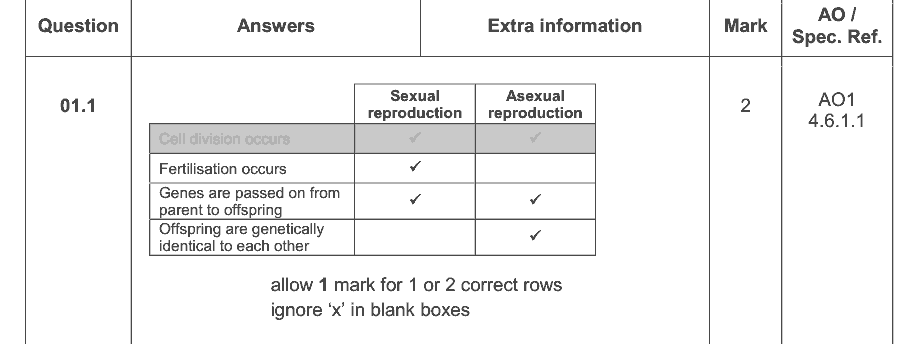 Question Answers Extra information Mark AO /
Spec. Ref.
01.1 2 AO1
4.6.1.1
Sexual
reproduction
Asexual
reproduction
Cell division occurs ✓ ✓
Fertilisation occurs ✓
Genes are passed on from
parent to offspring ✓ ✓
Offspring are genetically
identical to each other ✓
allow 1 mark for 1 or 2 correct rows
ignore ‘x’ in blank boxes